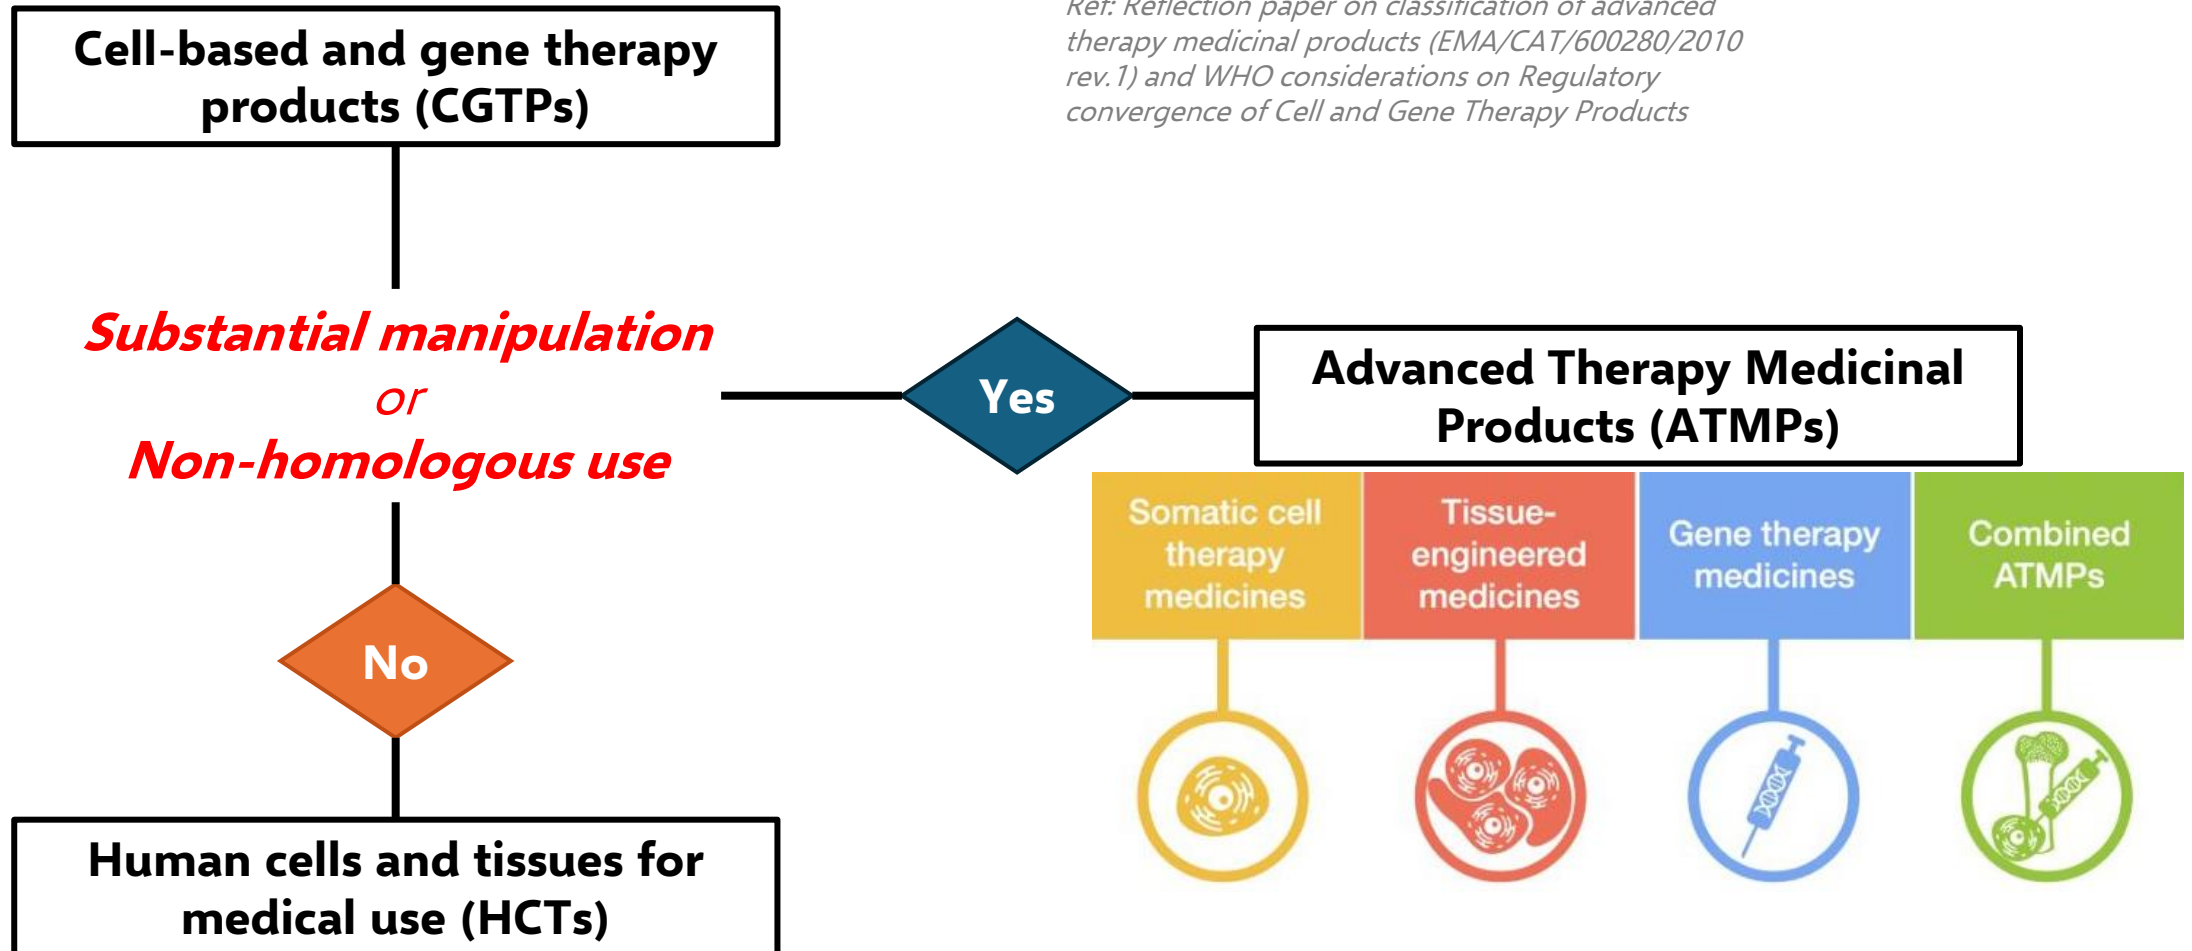 Ref: Reflection paper on classification of advanced
therapy medicinal products (EMA/CAT/600280/2010
rev.1) and WHO considerations on Regulatory
convergence of Cell and Gene Therapy Products
Cell-based and gene therapy
products (CGTPs)
Substantial manipulation
or
Non-homologous use
Yes
Advanced Therapy Medicinal
Products (ATMPs)
Somatic cell
therapy
medicines
Tissue-
engineered
medicines
Gene therapy
medicines
Combined
ATMPs
No
Human cells and tissues for
medical use (HCTs)